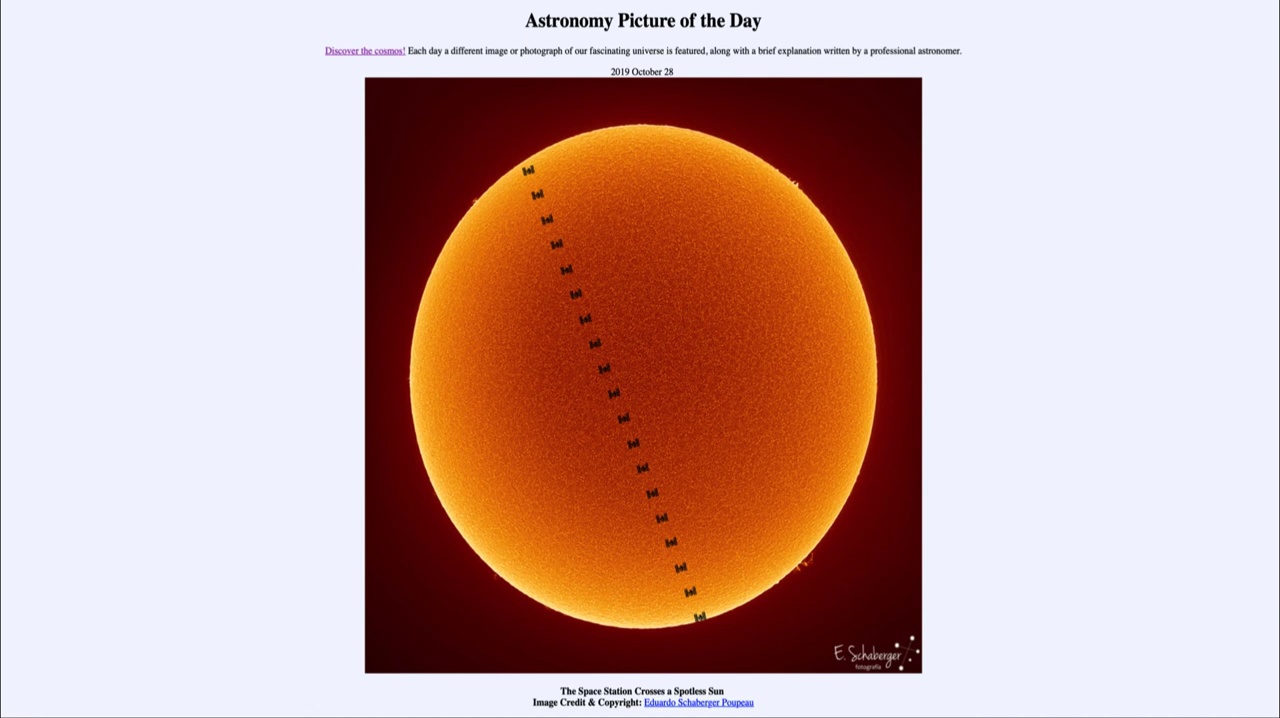 Astronomy Picture of the Day
Discover the cosmos! Each day a different image or photograph of our fascinating universe is featured, along with a brief explanation written by a professional astronomer.
2019 October 28
E. Schaberger
fotografía
The Space Station Crosses a Spotless Sun
Image Credit & Copyright: Eduardo Schaberger Poupeau